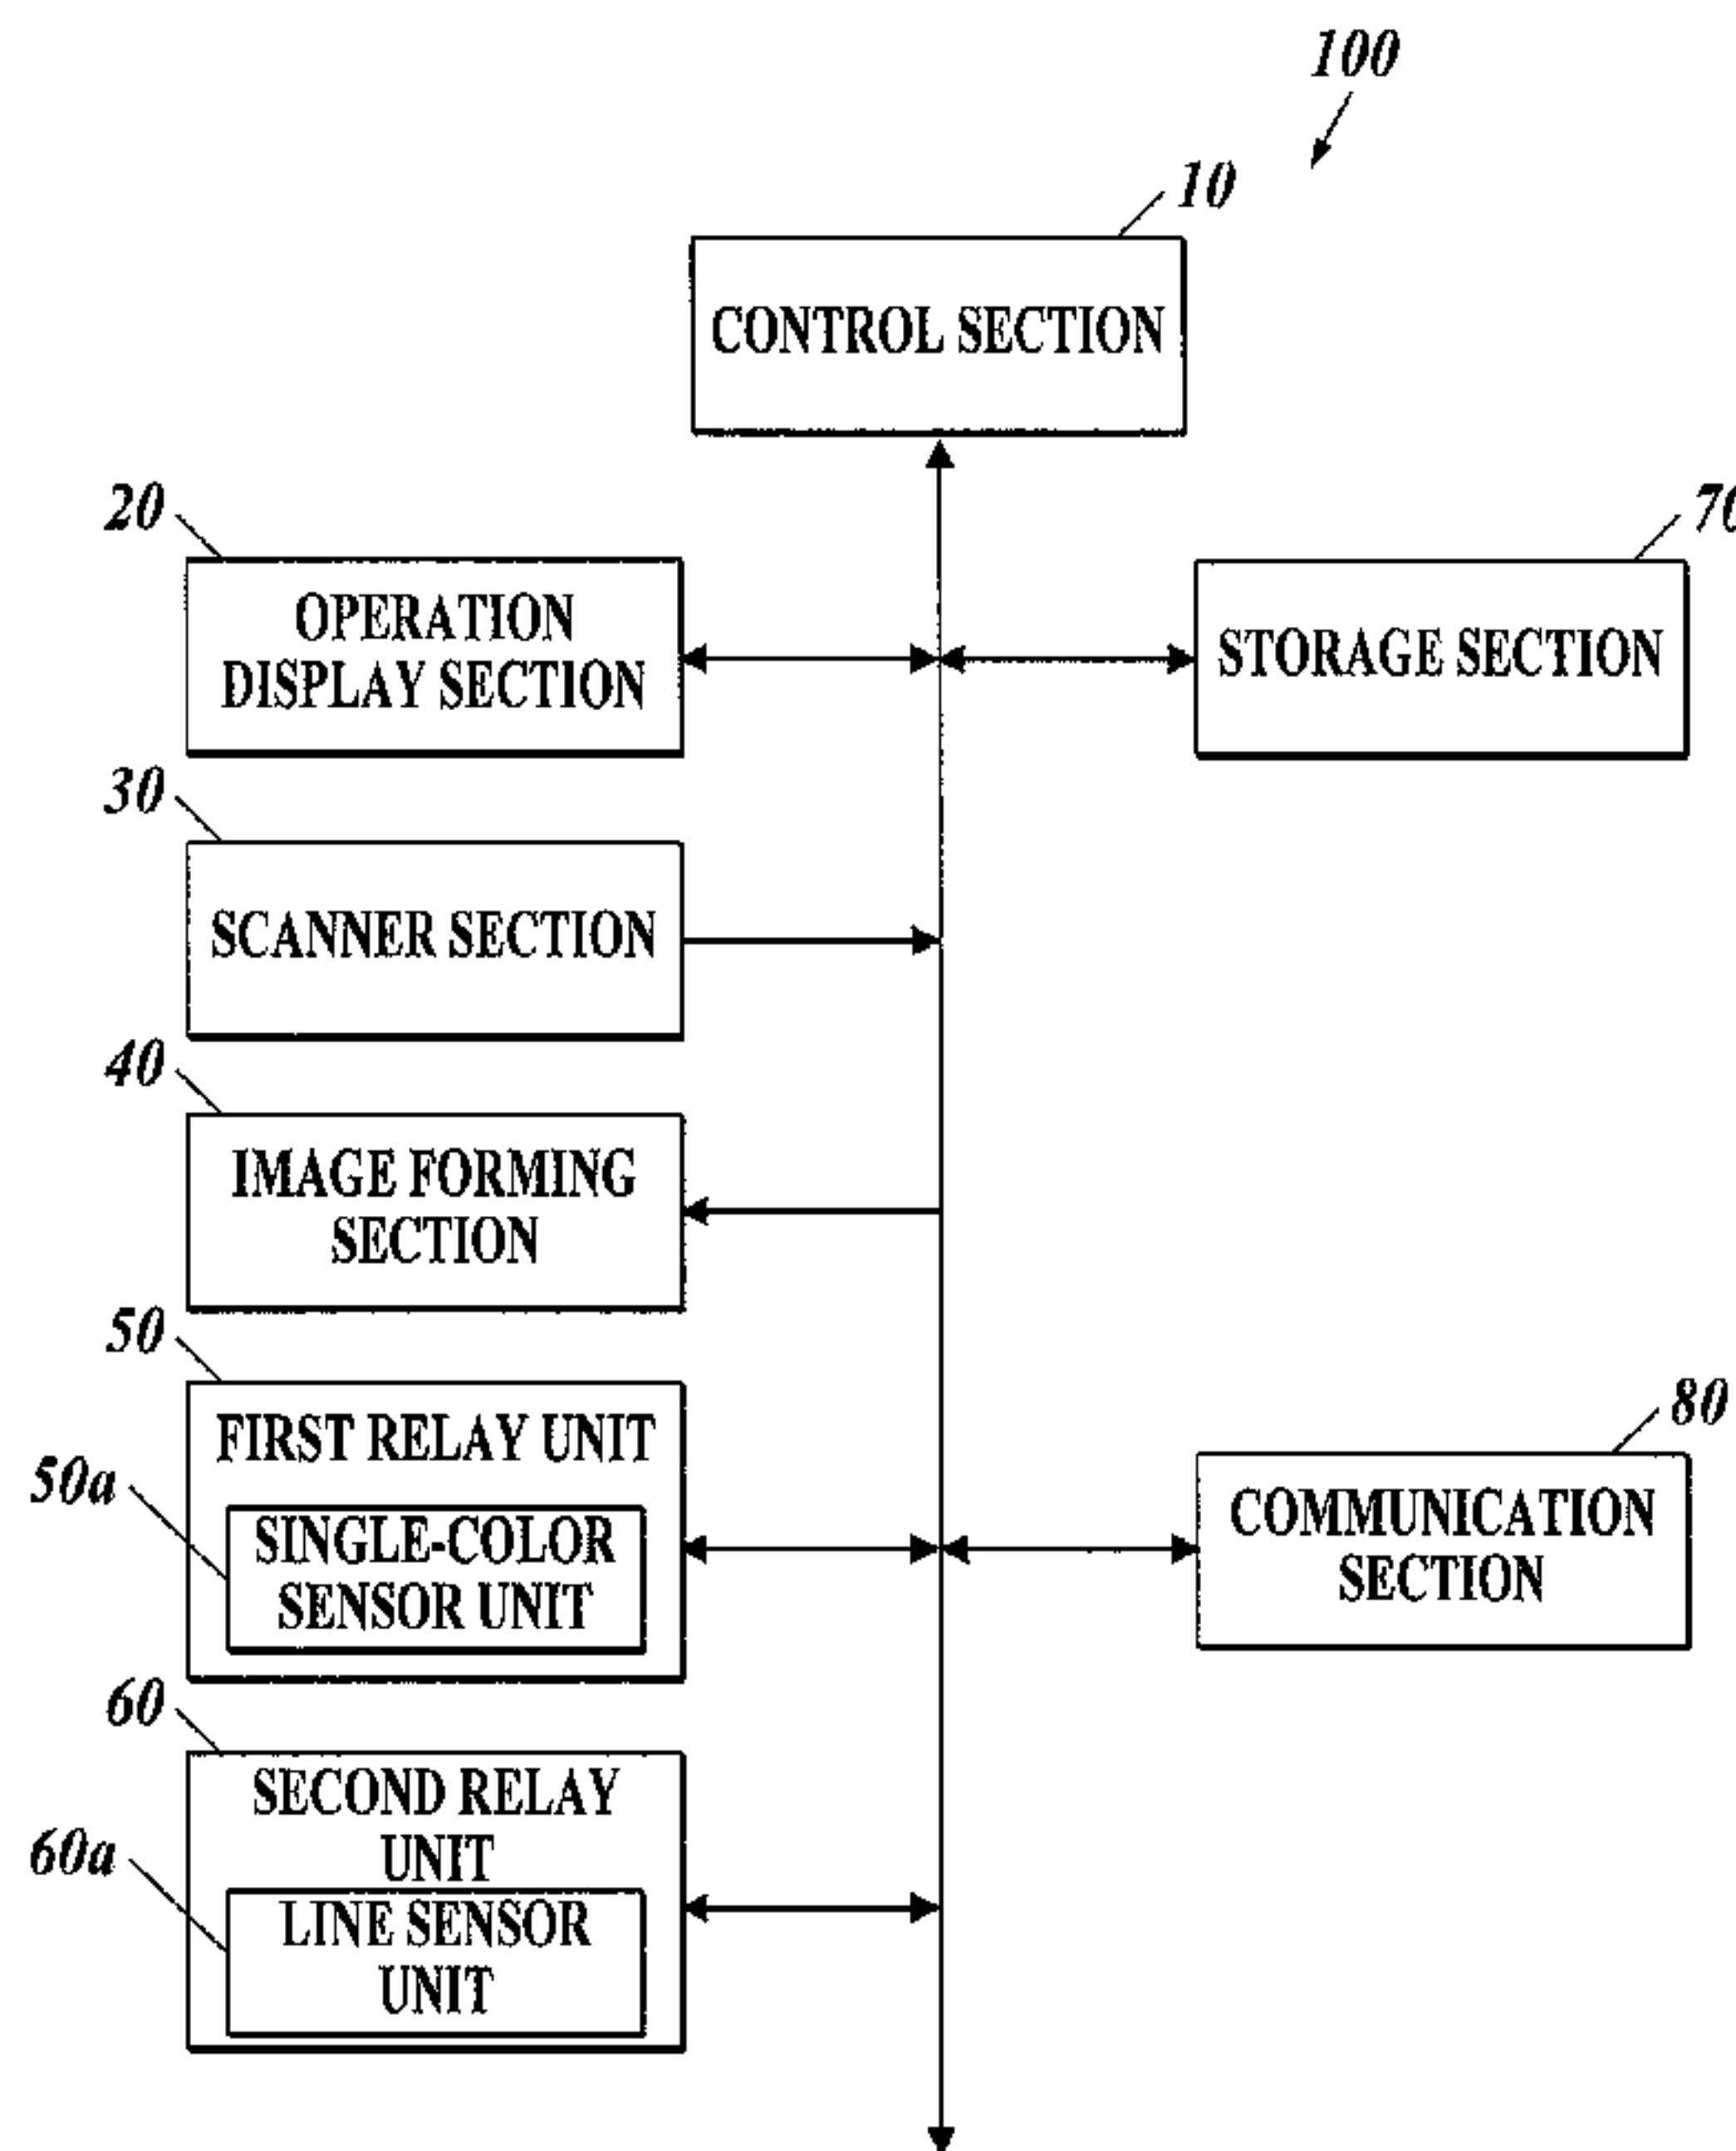 100
10
CONTROL SECTION
20
OPERATION
DISPLAY SECTION
70
STORAGE SECTION
30
SCANNER SECTION
40
IMAGE FORMING
SECTION
50
FIRST RELAY UNIT
50a
SINGLE-COLOR
SENSOR UNIT
80
COMMUNICATION
SECTION
60
SECOND RELAY
UNIT
60a
LINE SENSOR
UNIT